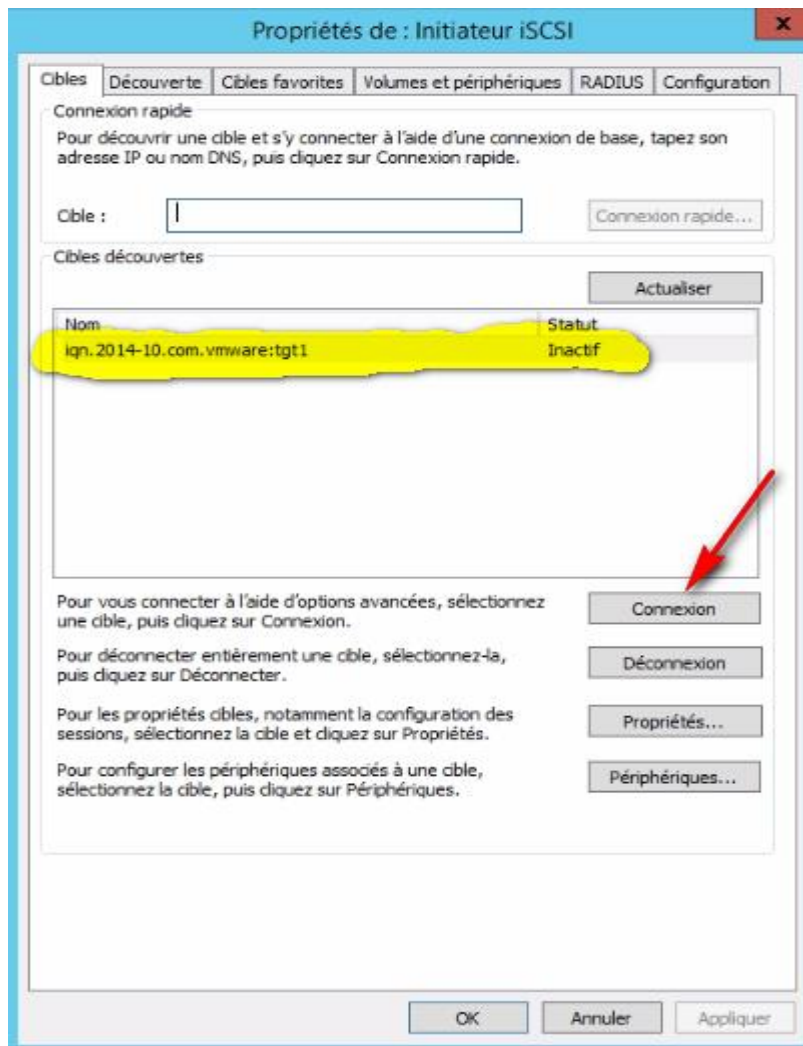 Propriétés de : Initiateur iSCSI
x
Cibles
Découverte
Cibles favorites
Volumes et périphériques
RADIUS
Configuration
Connexion rapide
Pour découvrir une cible et s'y connecter à l'aide d'une connexion de base, tapez son
adresse IP ou nom DNS, puis cliquez sur Connexion rapide.
Cible :
Connexion rapide...
Cibles découvertes
Actualiser
Nom
Statut
iqn.2014-10.com.vmware:tgt1
Inactif
Pour vous connecter à l'aide d'options avancées, sélectionnez
une cible, puis cliquez sur Connexion.
Connexion
Pour déconnecter entièrement une cible, sélectionnez-la,
puis cliquez sur Déconnecter.
Déconnexion
Pour les propriétés cibles, notamment la configuration des
sessions, sélectionnez la cible et cliquez sur Propriétés.
Propriétés...
Pour configurer les périphériques associés à une cible,
sélectionnez la cible, puis cliquez sur Périphériques.
Périphériques...
OK
Annuler
Appliquer